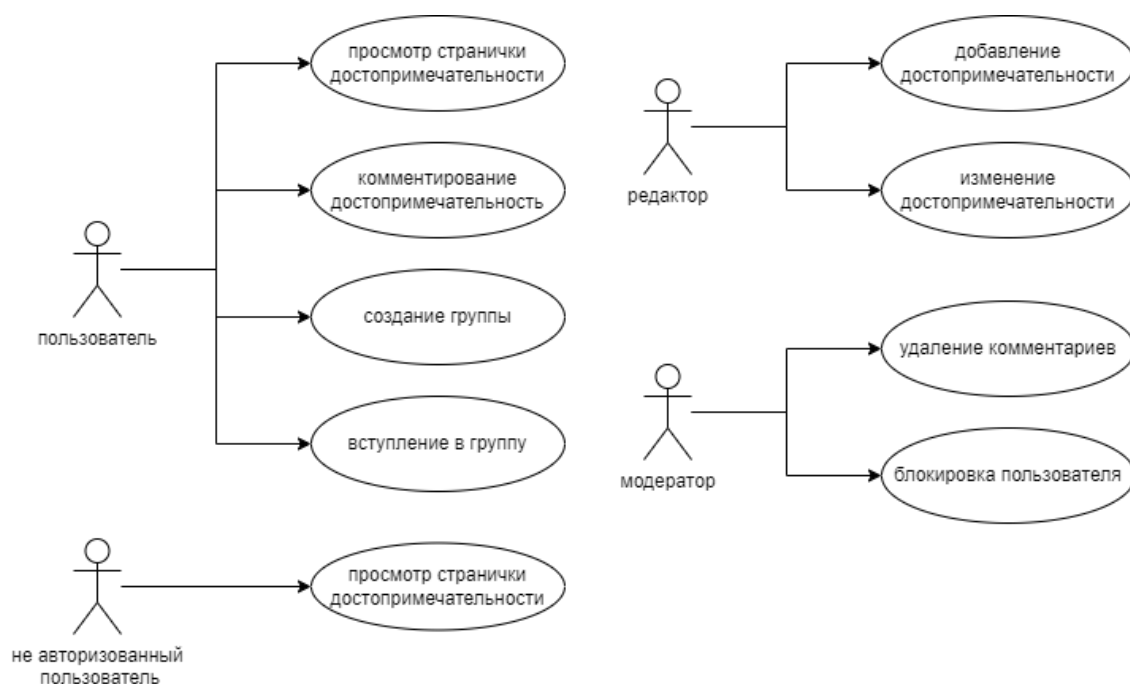 просмотр странички
достопримечательности
комментирование
достопримечательность
пользователь
создание группы
вступление в группу
просмотр странички
достопримечательности
не авторизованный
пользователь
добавление
достопримечательности
редактор
изменение
достопримечательности
удаление комментариев
модератор
блокировка пользователя